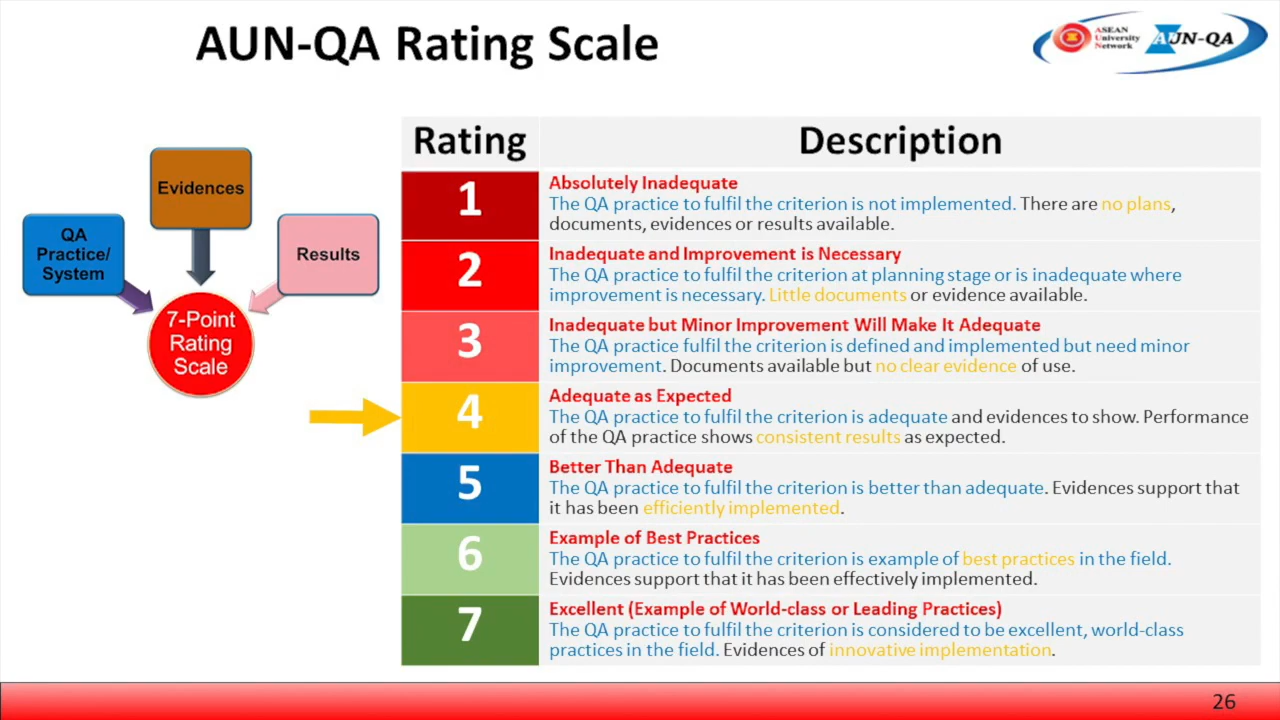 AUN-QA Rating Scale
ASEAN
University
Network
AUN-QA
Evidences
QA
Practice/
System
Results
7-Point
Rating
Scale
Rating
Description
1
Absolutely Inadequate
The QA practice to fulfil the criterion is not implemented. There are no plans,
documents, evidences or results available.
2
Inadequate and Improvement is Necessary
The QA practice to fulfil the criterion at planning stage or is inadequate where
improvement is necessary. Little documents or evidence available.
3
Inadequate but Minor Improvement Will Make It Adequate
The QA practice fulfil the criterion is defined and implemented but need minor
improvement. Documents available but no clear evidence of use.
4
Adequate as Expected
The QA practice to fulfil the criterion is adequate and evidences to show. Performance
of the QA practice shows consistent results as expected.
5
Better Than Adequate
The QA practice to fulfil the criterion is better than adequate. Evidences support that
it has been efficiently implemented.
6
Example of Best Practices
The QA practice to fulfil the criterion is example of best practices in the field.
Evidences support that it has been effectively implemented.
7
Excellent (Example of World-class or Leading Practices)
The QA practice to fulfil the criterion is considered to be excellent, world-class
practices in the field. Evidences of innovative implementation.
26